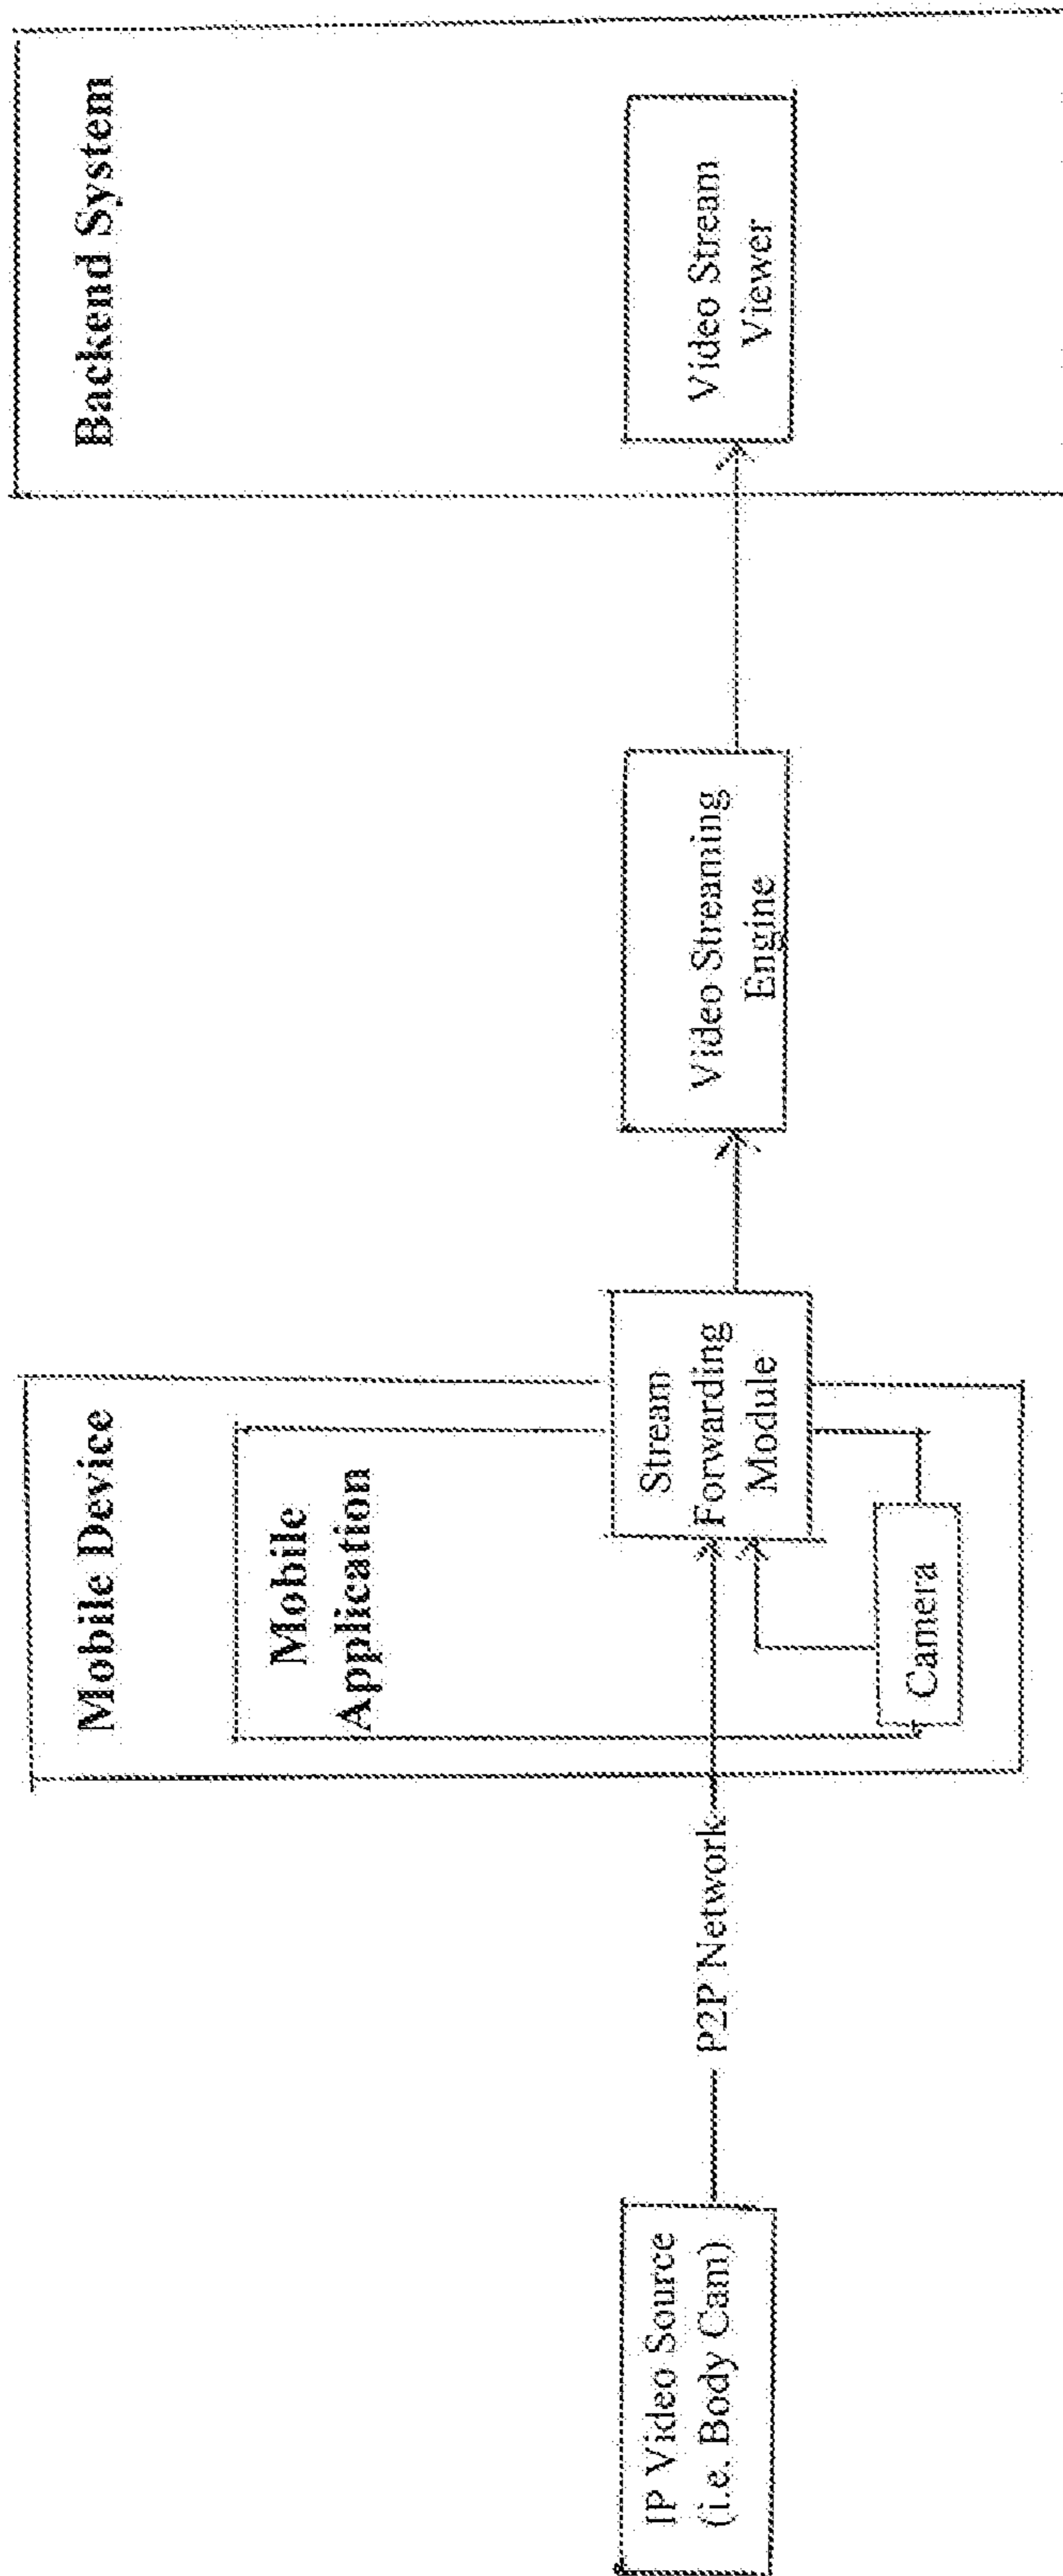 IP Video Source
(i.e. Body Cam)
P2P Network
Mobile Device
Mobile
Application
Stream
Forwarding
Module
Camera
Video Streaming
Engine
Backend System
Video Stream
Viewer